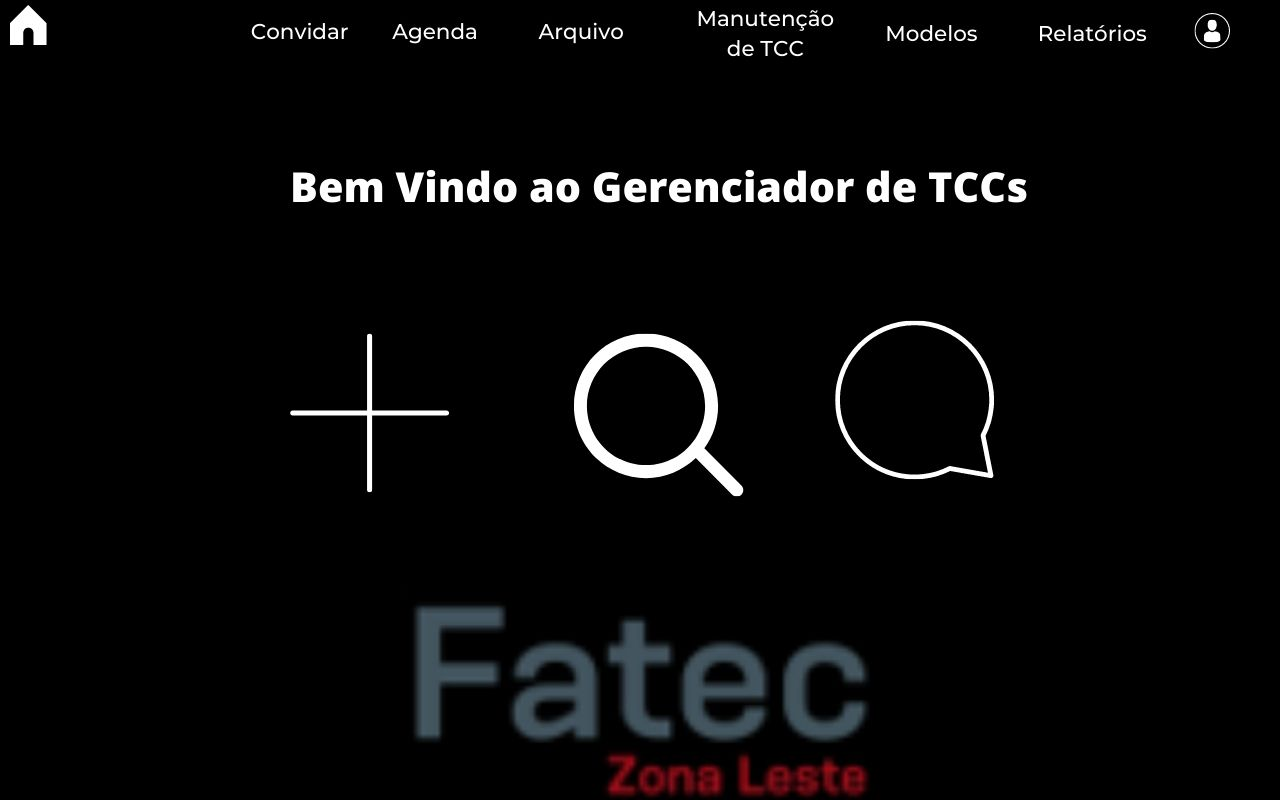 Convidar
Agenda
Arquivo
Manutenção
de TCC
Modelos
Relatórios
Bem Vindo ao Gerenciador de TCCs
Fatec
Zona Leste